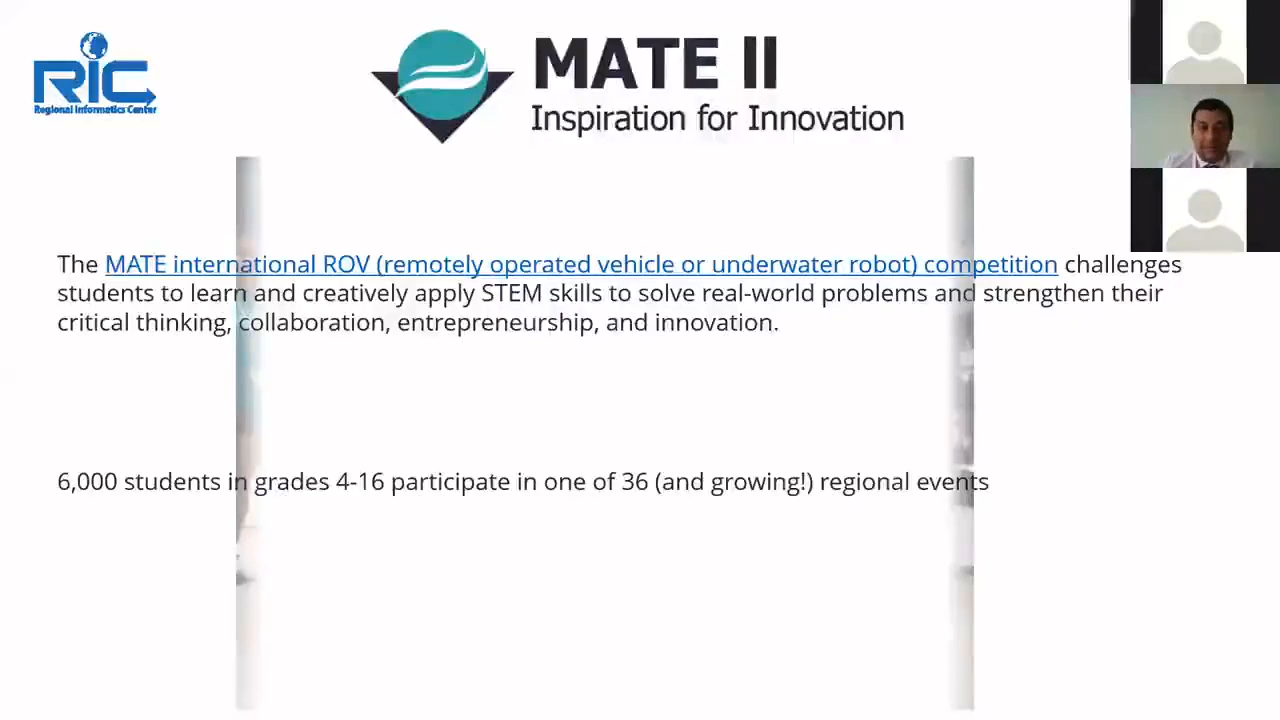 RIC
Regional Informatics Center
MATE II
Inspiration for Innovation
The MATE international ROV (remotely operated vehicle or underwater robot) competition challenges
students to learn and creatively apply STEM skills to solve real-world problems and strengthen their
critical thinking, collaboration, entrepreneurship, and innovation.
6,000 students in grades 4-16 participate in one of 36 (and growing!) regional events